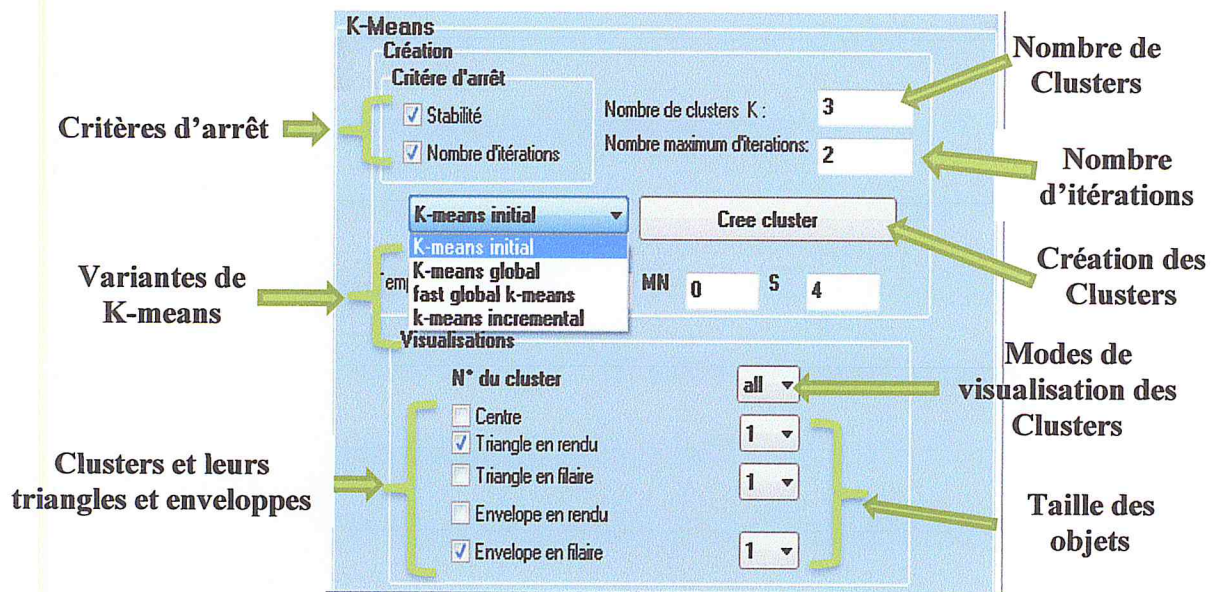 K-Means
Création
Critére d'arrêt
Stabilité
Nombre d'itérations
Nombre de clusters K :
3
Nombre maximum d'iterations:
2
K-means initial
Cree cluster
K-means initial
K-means global
fast global k-means
k-means incremental
MN
0
S
4
Visualisations
N° du cluster
all
Centre
1
Triangle en rendu
Triangle en filaire
1
Envelope en rendu
Envelope en filaire
1
Critères d'arrêt
Variantes de
K-means
Clusters et leurs
triangles et enveloppes
Nombre de
Clusters
Nombre
d'itérations
Création des
Clusters
Modes de
visualisation des
Clusters
Taille des
objets